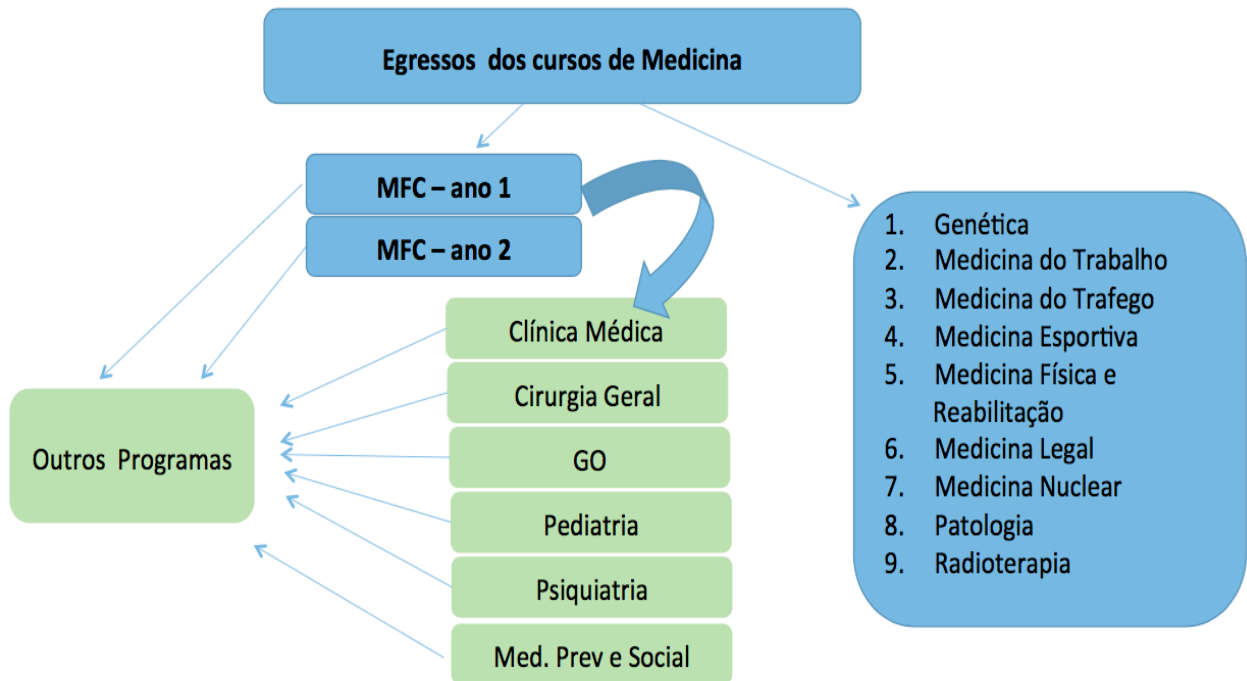 Egressos dos cursos de Medicina
MFC – ano 1
MFC – ano 2
Clínica Médica
Cirurgia Geral
GO
Pediatria
Psiquiatria
Med. Prev e Social
Outros Programas
1. Genética
2. Medicina do Trabalho
3. Medicina do Trafego
4. Medicina Esportiva
5. Medicina Física e
Reabilitação
6. Medicina Legal
7. Medicina Nuclear
8. Patologia
9. Radioterapia